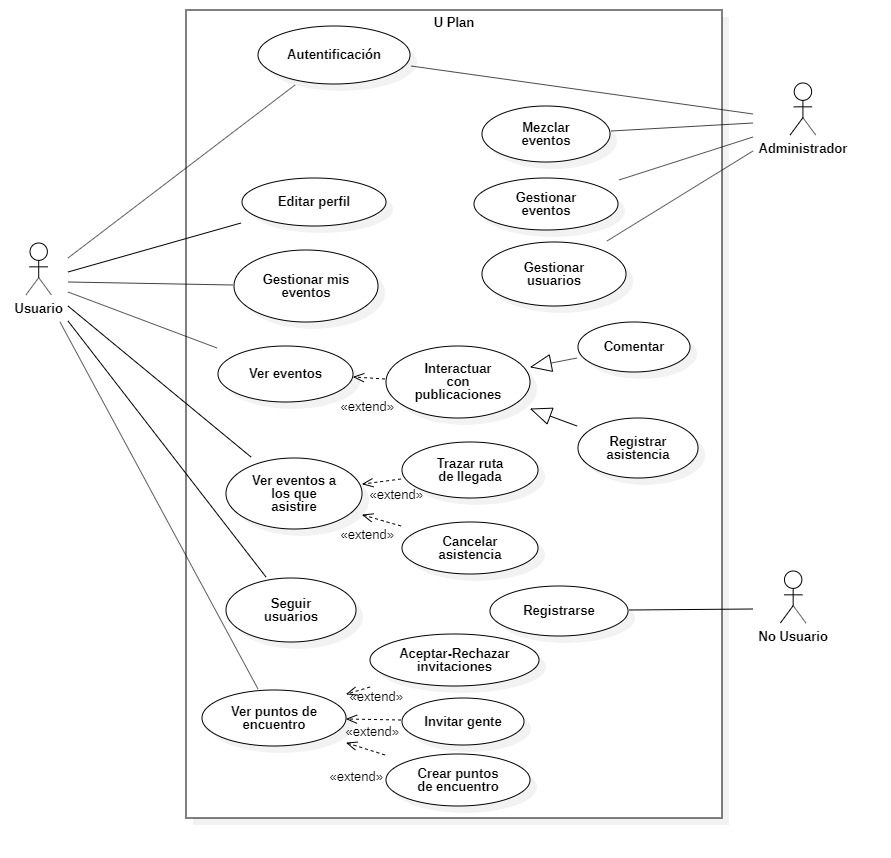 U Plan
Autentificación
Mezclar
eventos
Administrador
Editar perfil
Gestionar
eventos
Gestionar mis
eventos
Gestionar
usuarios
Usuario
Ver eventos
Interactuar
con
publicaciones
Comentar
«extend»
Registrar
asistencia
Ver eventos a
los que
asistire
Trazar ruta
de llegada
«extend»
«extend»
Cancelar
asistencia
Seguir
usuarios
Registrarse
No Usuario
Aceptar-Rechazar
invitaciones
«extend»
Ver puntos de
encuentro
Invitar gente
«extend»
Crear puntos
de encuentro
«extend»